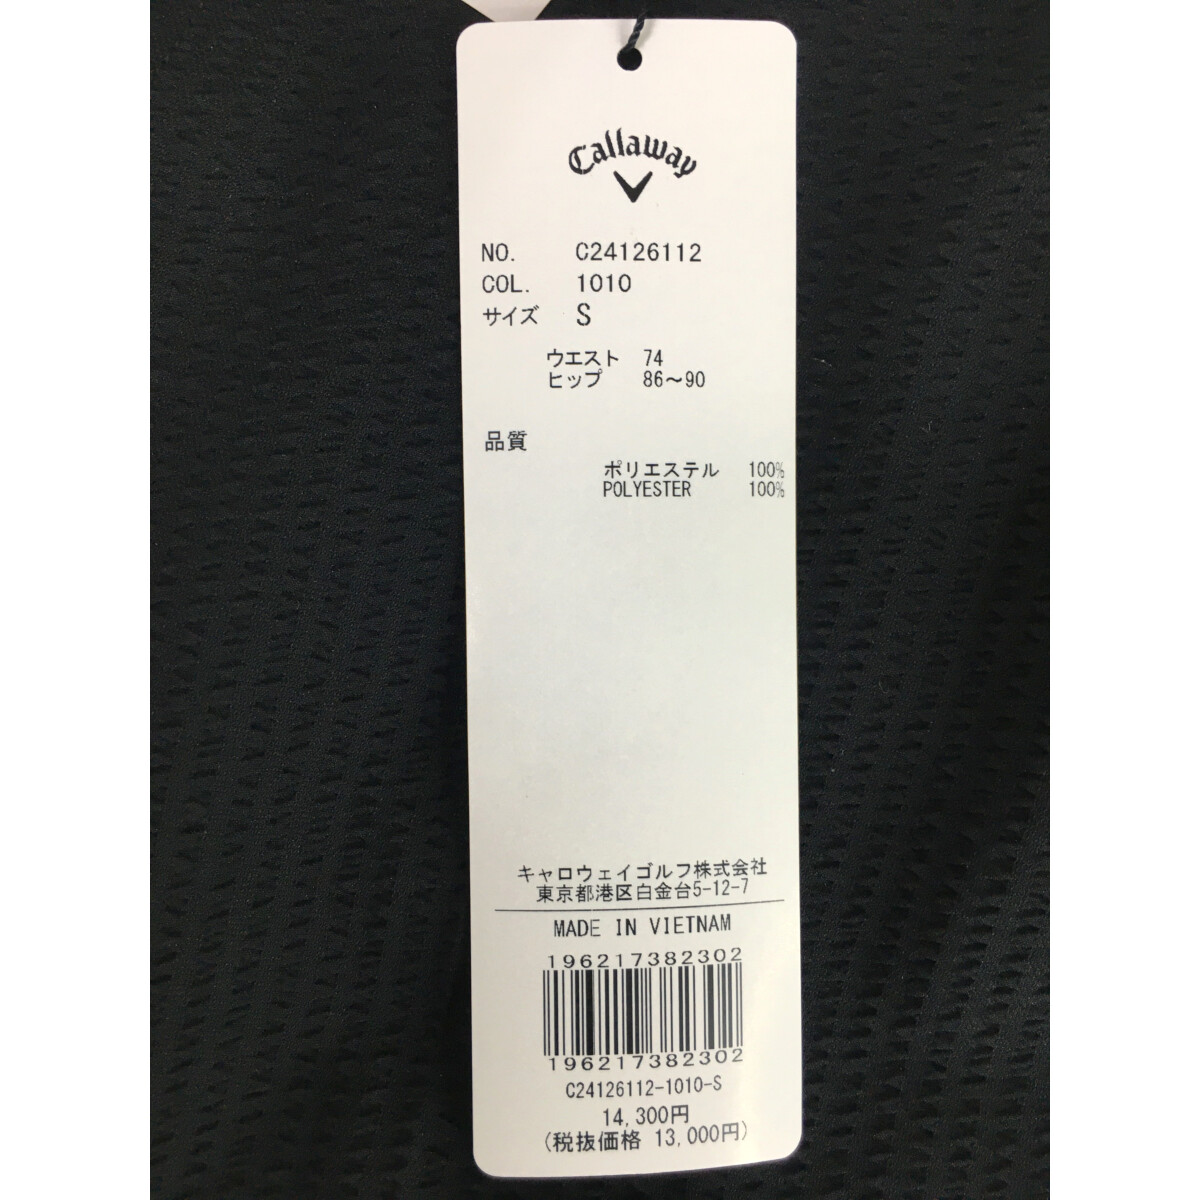 Callaway
NO. C24126112
COL. 1010
サイズ S
ウエスト 74
ヒップ 86〜90
品質
ポリエステル 100%
POLYESTER 100%
キャロウェイゴルフ株式会社
東京都港区白金台5-12-7
MADE IN VIETNAM
196217382302
196217382302
C24126112-1010-S
14,300円
(税抜価格 13,000円)